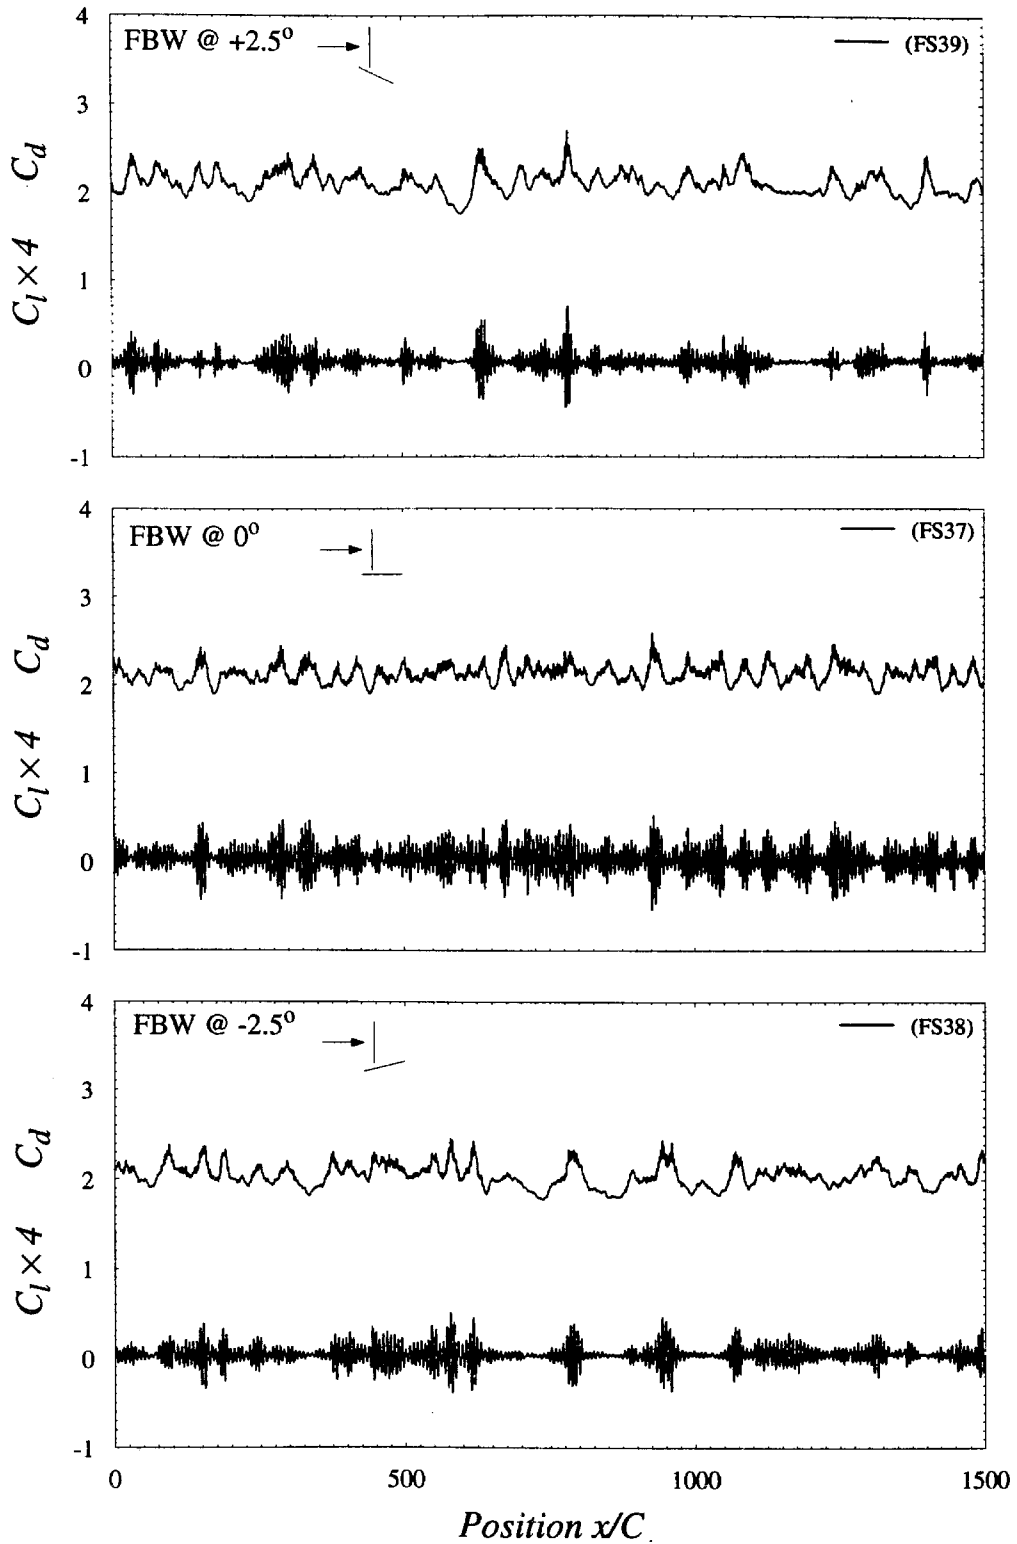 4
FBW @ +2.5°
(FS39)
3
C_d
2
C_l × 4
1
0
-1
4
FBW @ 0°
(FS37)
3
C_d
2
C_l × 4
1
0
-1
4
FBW @ -2.5°
(FS38)
3
C_d
2
C_l × 4
1
0
-1
0 500 1000 1500
Position x/C